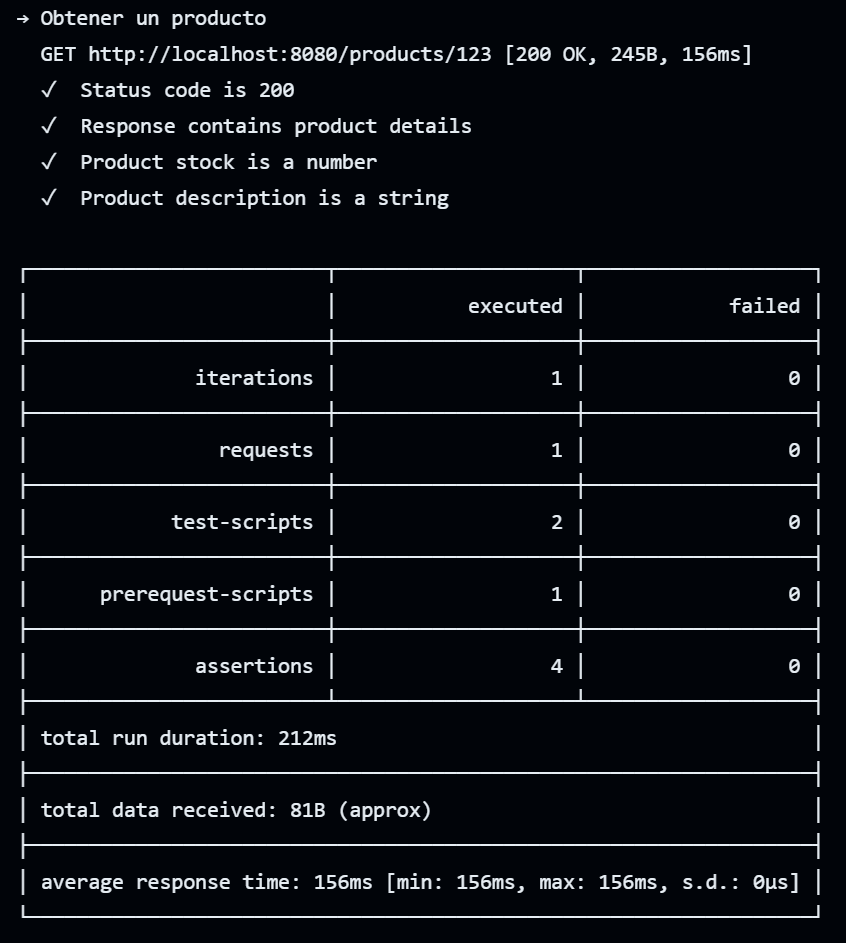 → Obtener un producto
GET http://localhost:8080/products/123 [200 OK, 245B, 156ms]
✓ Status code is 200
✓ Response contains product details
✓ Product stock is a number
✓ Product description is a string
executed failed
iterations 1 0
requests 1 0
test-scripts 2 0
prerequest-scripts 1 0
assertions 4 0
total run duration: 212ms
total data received: 81B (approx)
average response time: 156ms [min: 156ms, max: 156ms, s.d.: 0µs]